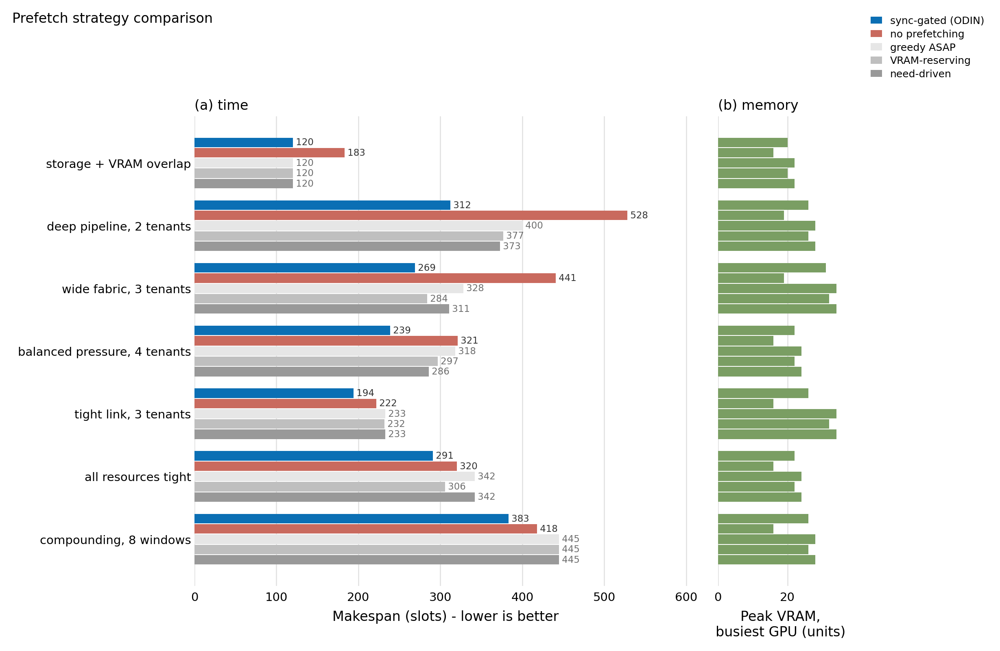 Prefetch strategy comparison
sync-gated (ODIN)
no prefetching
greedy ASAP
VRAM-reserving
need-driven
(a) time
(b) memory
storage + VRAM overlap
120
183
120
120
120
deep pipeline, 2 tenants
312
528
400
377
373
wide fabric, 3 tenants
269
441
328
284
311
balanced pressure, 4 tenants
239
321
318
297
286
tight link, 3 tenants
194
222
233
232
233
all resources tight
291
320
342
306
342
compounding, 8 windows
383
418
445
445
445
0 100 200 300 400 500 600
Makespan (slots) - lower is better
0 20
Peak VRAM,
busiest GPU (units)